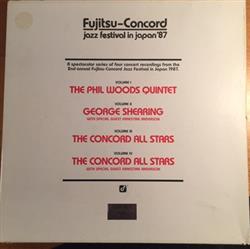 Fujitsu-Concord
jazz festival in japan '87
A spectacular series of four concert recordings from the
2nd annual Fujitsu-Concord Jazz Festival in Japan 1987.
VOLUME I
THE PHIL WOODS QUINTET
VOLUME II
GEORGE SHEARING
WITH SPECIAL GUEST ERNESTINE ANDERSON
VOLUME III
THE CONCORD ALL STARS
VOLUME IV
THE CONCORD ALL STARS
WITH SPECIAL GUEST ERNESTINE ANDERSON